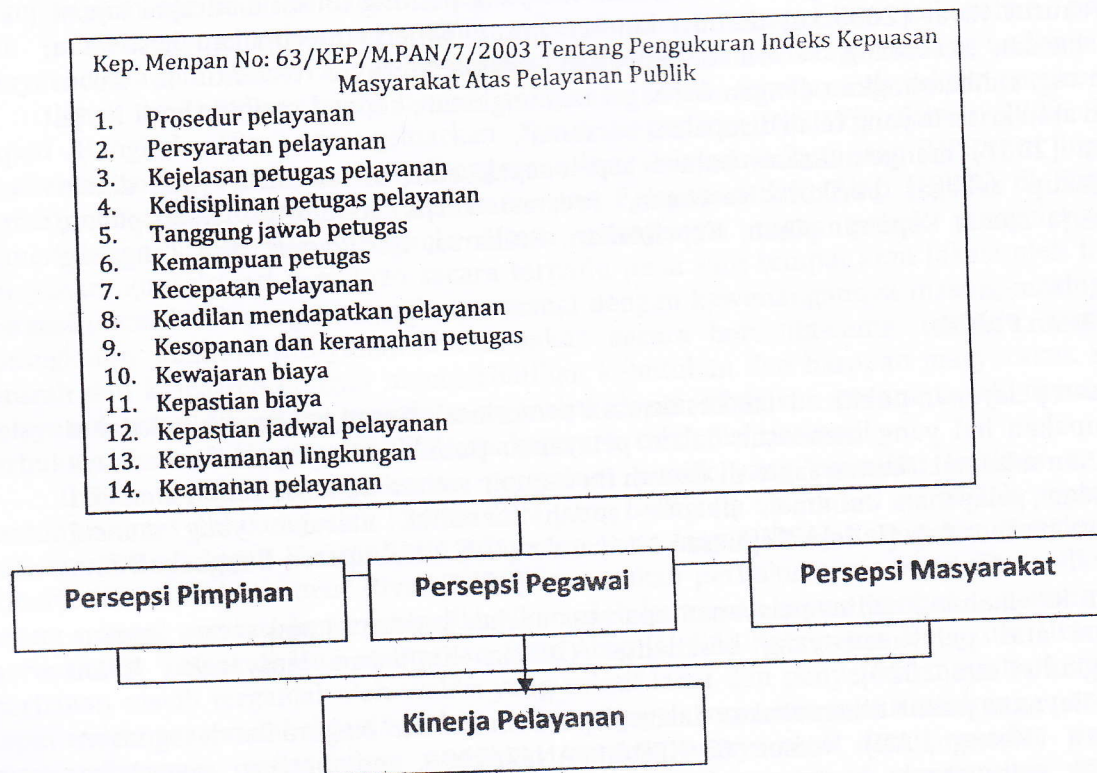 Kep. Menpan No: 63/KEP/M.PAN/7/2003 Tentang Pengukuran Indeks Kepuasan
Masyarakat Atas Pelayanan Publik
1. Prosedur pelayanan
2. Persyaratan pelayanan
3. Kejelasan petugas pelayanan
4. Kedisiplinan petugas pelayanan
5. Tanggung jawab petugas
6. Kemampuan petugas
7. Kecepatan pelayanan
8. Keadilan mendapatkan pelayanan
9. Kesopanan dan keramahan petugas
10. Kewajaran biaya
11. Kepastian biaya
12. Kepastian jadwal pelayanan
13. Kenyamanan lingkungan
14. Keamanan pelayanan
Persepsi Pimpinan
Persepsi Pegawai
Persepsi Masyarakat
Kinerja Pelayanan